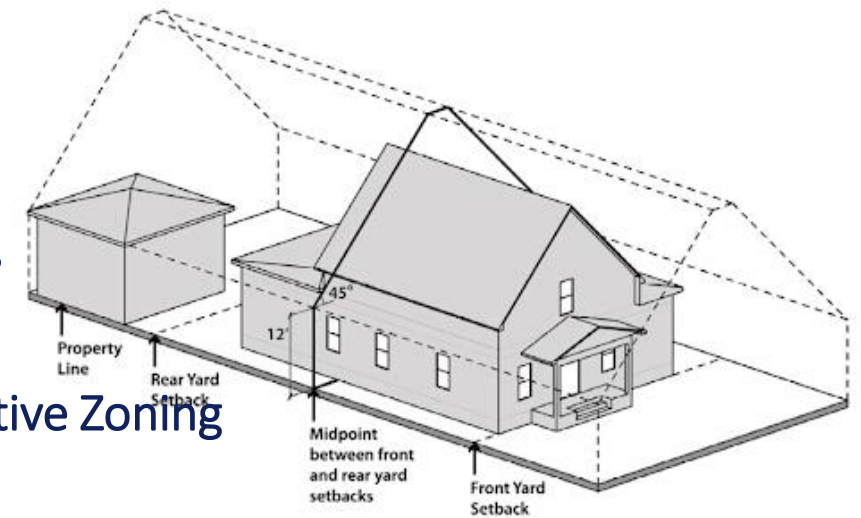 45°
12'
Property
Line
Rear Yard
Setback
tive Zoning
Midpoint
between front
and rear yard
setbacks
Front Yard
Setback